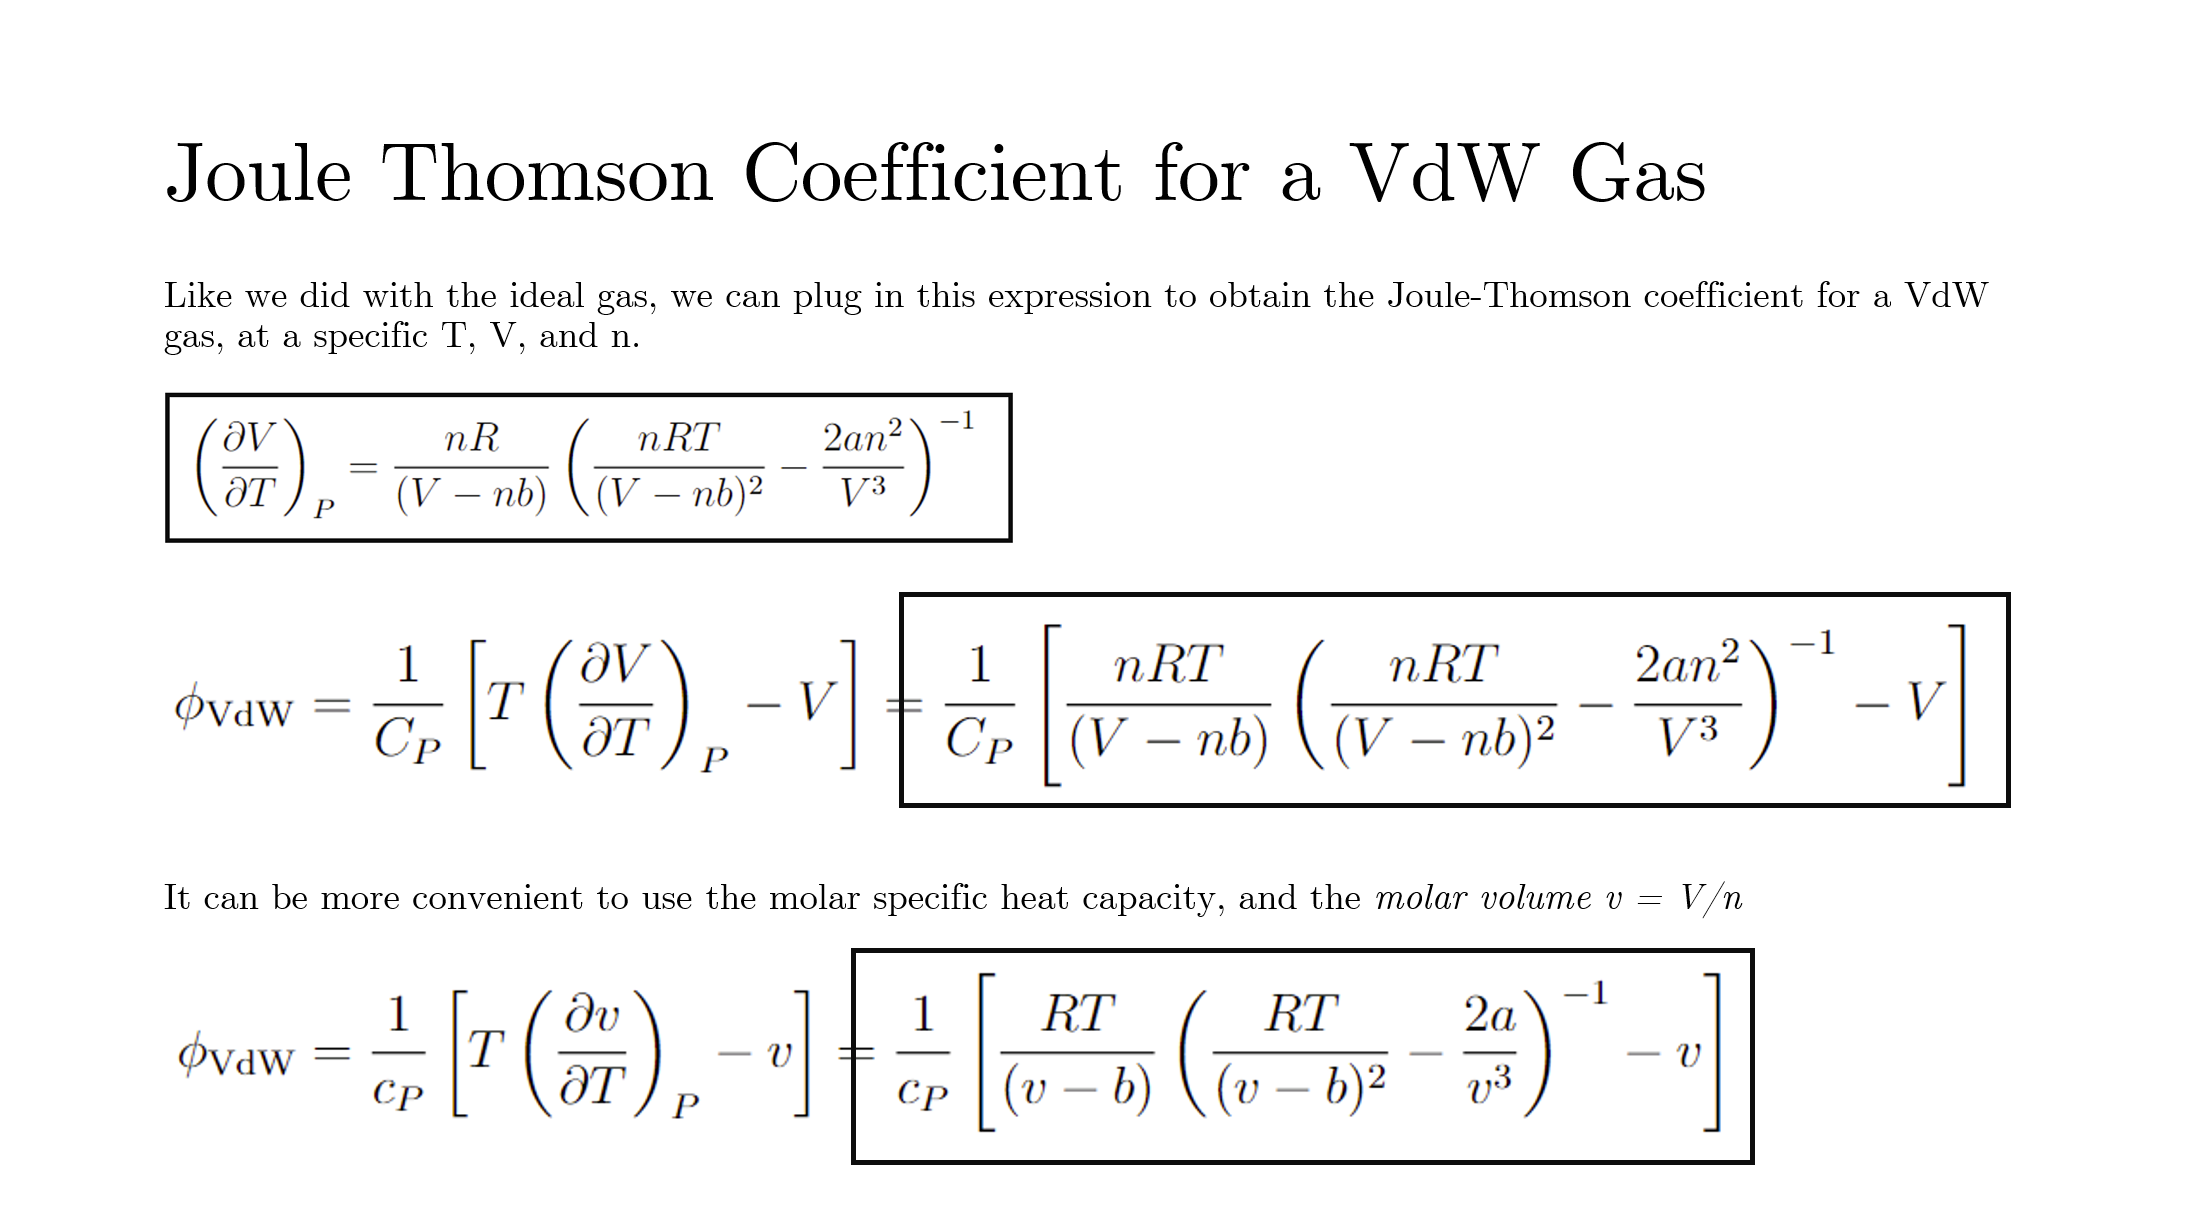 Joule Thomson Coefficient for a VdW Gas
Like we did with the ideal gas, we can plug in this expression to obtain the Joule-Thomson coefficient for a VdW
gas, at a specific T, V, and n.
$\left(\frac{\partial V}{\partial T}\right)_P = \frac{nR}{(V-nb)} \left(\frac{nRT}{(V-nb)^2} - \frac{2an^2}{V^3}\right)^{-1}$
$\phi_{\text{VdW}} = \frac{1}{C_P} \left[T \left(\frac{\partial V}{\partial T}\right)_P - V\right] = \frac{1}{C_P} \left[\frac{nRT}{(V-nb)} \left(\frac{nRT}{(V-nb)^2} - \frac{2an^2}{V^3}\right)^{-1} - V\right]$
It can be more convenient to use the molar specific heat capacity, and the molar volume v = V/n
$\phi_{\text{VdW}} = \frac{1}{c_P} \left[T \left(\frac{\partial v}{\partial T}\right)_P - v\right] = \frac{1}{c_P} \left[\frac{RT}{(v-b)} \left(\frac{RT}{(v-b)^2} - \frac{2a}{v^3}\right)^{-1} - v\right]$